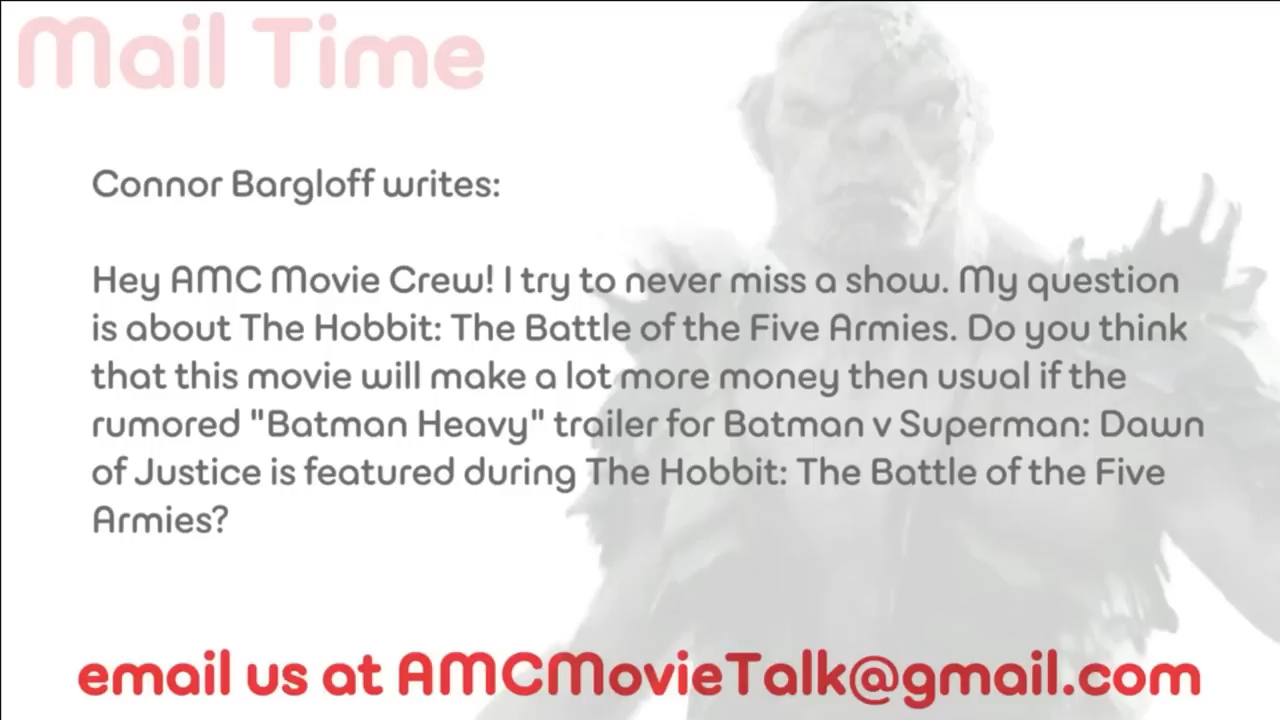 Mail Time
Connor Bargloff writes:
Hey AMC Movie Crew! I try to never miss a show. My question
is about The Hobbit: The Battle of the Five Armies. Do you think
that this movie will make a lot more money then usual if the
rumored "Batman Heavy" trailer for Batman v Superman: Dawn
of Justice is featured during The Hobbit: The Battle of the Five
Armies?
email us at AMCMovieTalk@gmail.com